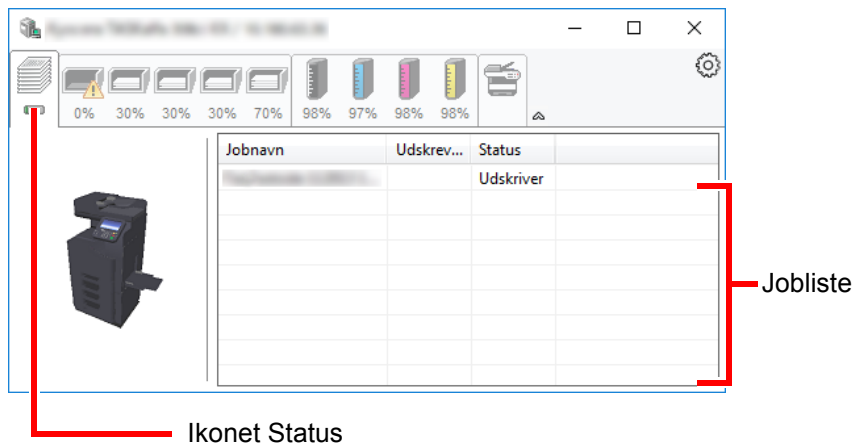 0% 30% 30% 30% 70% 98% 97% 98% 98%
Jobnavn Udskrev... Status
Udskriver
Jobliste
Ikonet Status